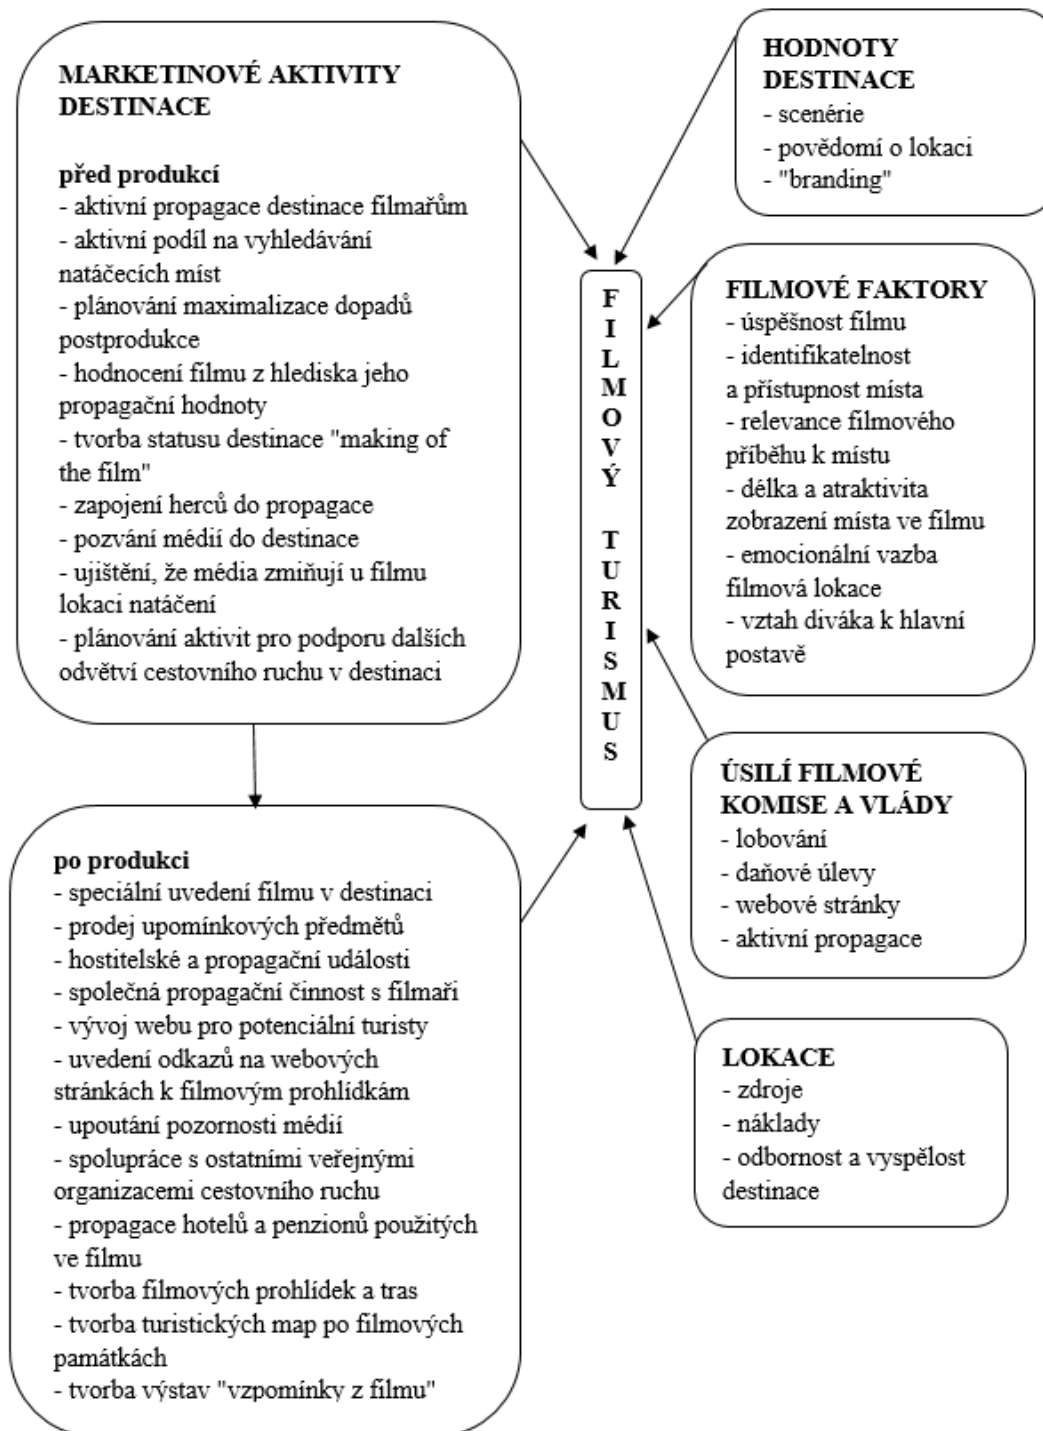 MARKETINOVÉ AKTIVITY
DESTINACE
před produkcí
- aktivní propagace destinace filmařům
- aktivní podíl na vyhledávání
natáčecích míst
- plánování maximalizace dopadů
postprodukce
- hodnocení filmu z hlediska jeho
propagační hodnoty
- tvorba statusu destinace "making of
the film"
- zapojení herců do propagace
- pozvání médií do destinace
- ujištění, že média zmiňují u filmu
lokaci natáčení
- plánování aktivit pro podporu dalších
odvětví cestovního ruchu v destinaci
po produkci
- speciální uvedení filmu v destinaci
- prodej upomínkových předmětů
- hostitelské a propagační události
- společná propagační činnost s filmaři
- vývoj webu pro potenciální turisty
- uvedení odkazů na webových
stránkách k filmovým prohlídkám
- upoutání pozornosti médií
- spolupráce s ostatními veřejnými
organizacemi cestovního ruchu
- propagace hotelů a penzionů použitých
ve filmu
- tvorba filmových prohlídek a tras
- tvorba turistických map po filmových
památkách
- tvorba výstav "vzpomínky z filmu"
FILMOVÝ TURISMUS
HODNOTY
DESTINACE
- scenérie
- povědomí o lokaci
- "branding"
FILMOVÉ FAKTORY
- úspěšnost filmu
- identifikatelnost
a přístupnost místa
- relevance filmového
příběhu k místu
- délka a atraktivita
zobrazení místa ve filmu
- emocionální vazba
filmová lokace
- vztah diváka k hlavní
postavě
ÚSILÍ FILMOVÉ
KOMISE A VLÁDY
- lobování
- daňové úlevy
- webové stránky
- aktivní propagace
LOKACE
- zdroje
- náklady
- odbornost a vyspělost
destinace